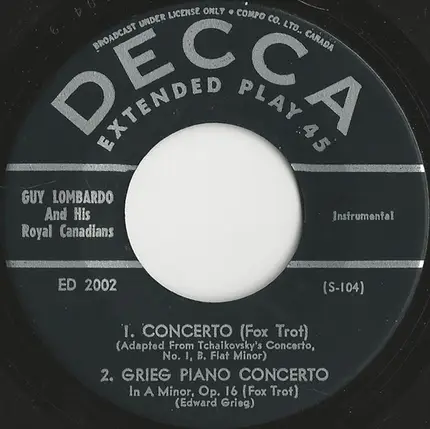 BROADCAST UNDER LICENSE ONLY • COMPO CO. LTD., CANADA
DECCA
EXTENDED PLAY 45
GUY LOMBARDO
And His
Royal Canadians
Instrumental
ED 2002
(S-104)
1. CONCERTO (Fox Trot)
(Adapted From Tchaikovsky's Concerto,
No. 1, B. Flat Minor)
2. GRIEG PIANO CONCERTO
In A Minor, Op. 16 (Fox Trot)
(Edward Grieg)